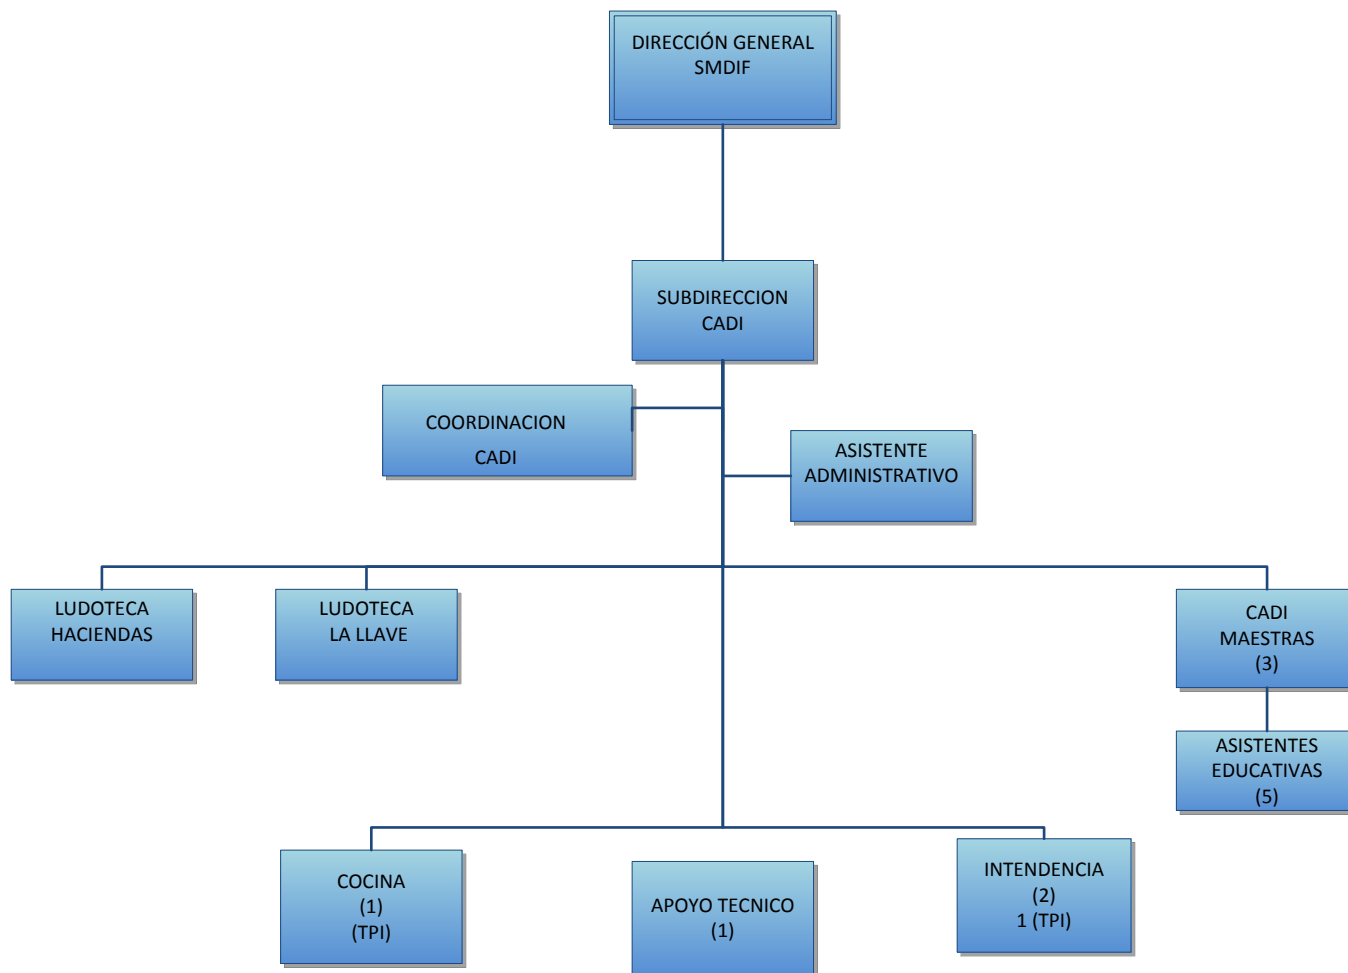 DIRECCIÓN GENERAL
SMDIF
SUBDIRECCION
CADI
COORDINACION
CADI
ASISTENTE
ADMINISTRATIVO
LUDOTECA
HACIENDAS
LUDOTECA
LA LLAVE
CADI
MAESTRAS
(3)
ASISTENTES
EDUCATIVAS
(5)
COCINA
(1)
(TPI)
APOYO TECNICO
(1)
INTENDENCIA
(2)
1 (TPI)